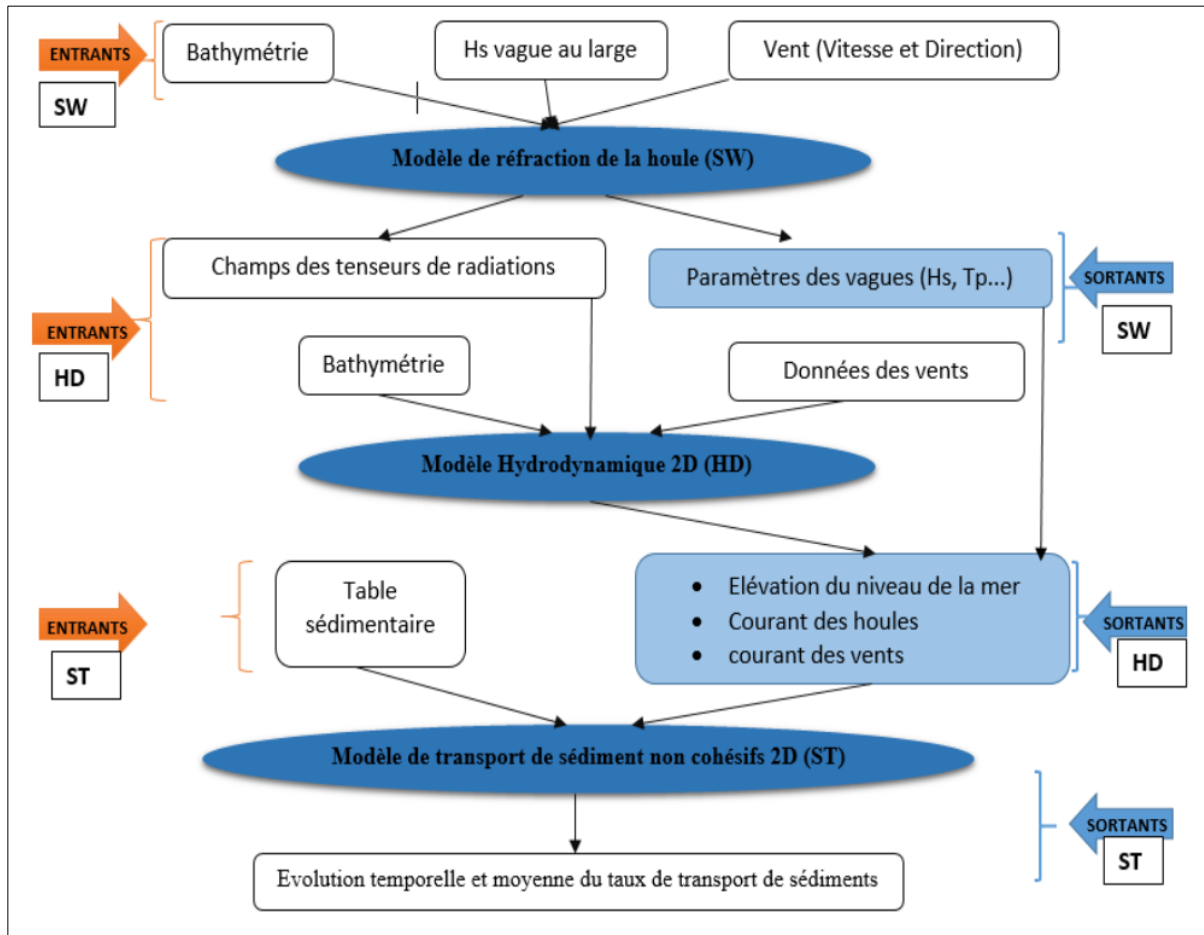 ENTRANTS
SW
Bathymétrie
Hs vague au large
Vent (Vitesse et Direction)
Modèle de réfraction de la houle (SW)
Champs des tenseurs de radiations
Paramètres des vagues (Hs, Tp...)
SORTANTS
SW
ENTRANTS
HD
Bathymétrie
Données des vents
Modèle Hydrodynamique 2D (HD)
ENTRANTS
ST
Table
sédimentaire
• Elévation du niveau de la mer
• Courant des houles
• courant des vents
SORTANTS
HD
Modèle de transport de sédiment non cohésifs 2D (ST)
SORTANTS
ST
Evolution temporelle et moyenne du taux de transport de sédiments